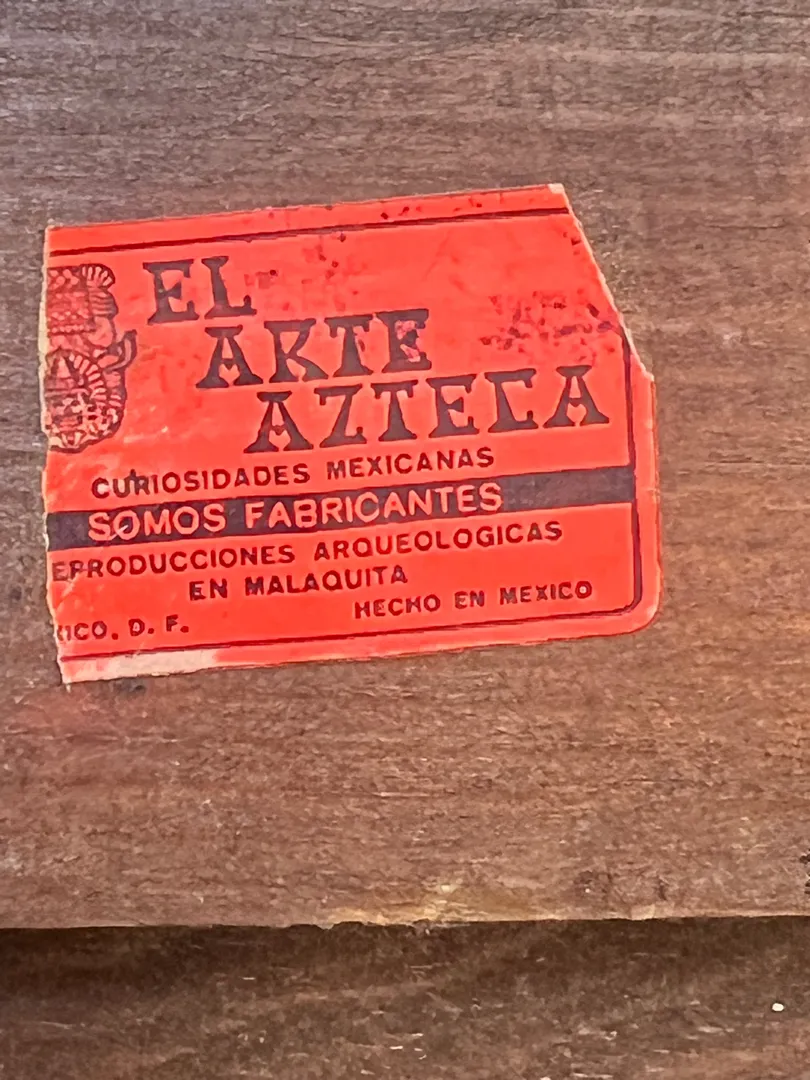 EL
ARTE
AZTECA
CURIOSIDADES MEXICANAS
SOMOS FABRICANTES
EPRODUCCIONES ARQUEOLOGICAS
EN MALAQUITA
HECHO EN MEXICO
XICO. D. F.